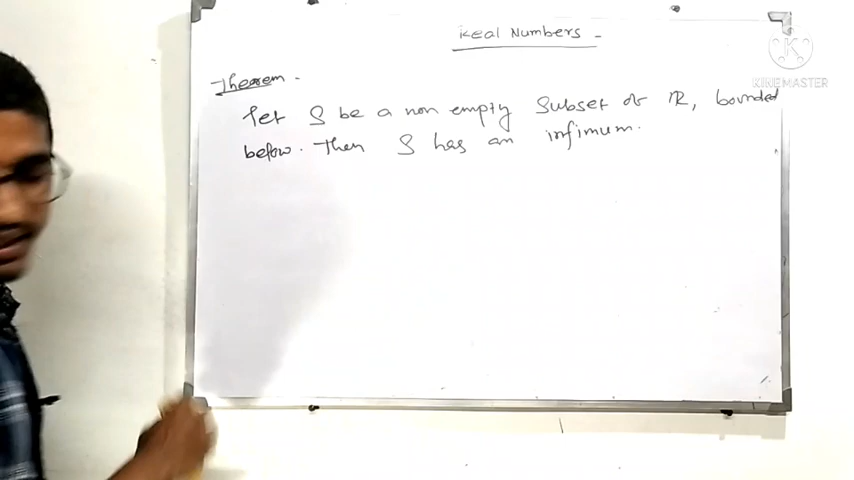 Real Numbers -
Theorem -
Let S be a non empty Subset of ℝ, bounded
below. Then S has an infimum.
K
KINEMASTER